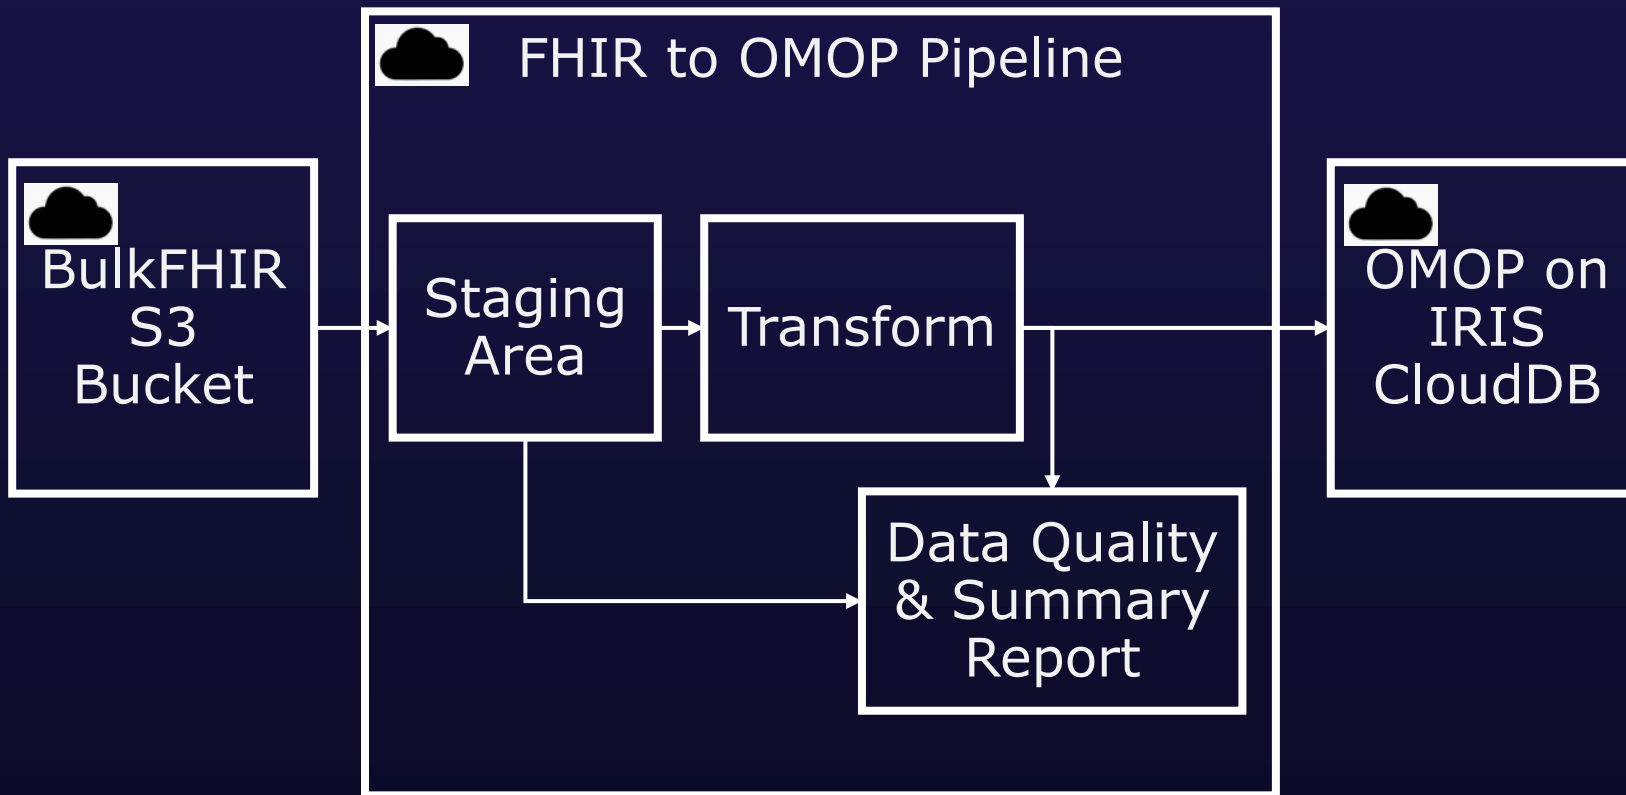 FHIR to OMOP Pipeline
BulkFHIR
S3
Bucket
Staging
Area
Transform
OMOP on
IRIS
CloudDB
Data Quality
& Summary
Report